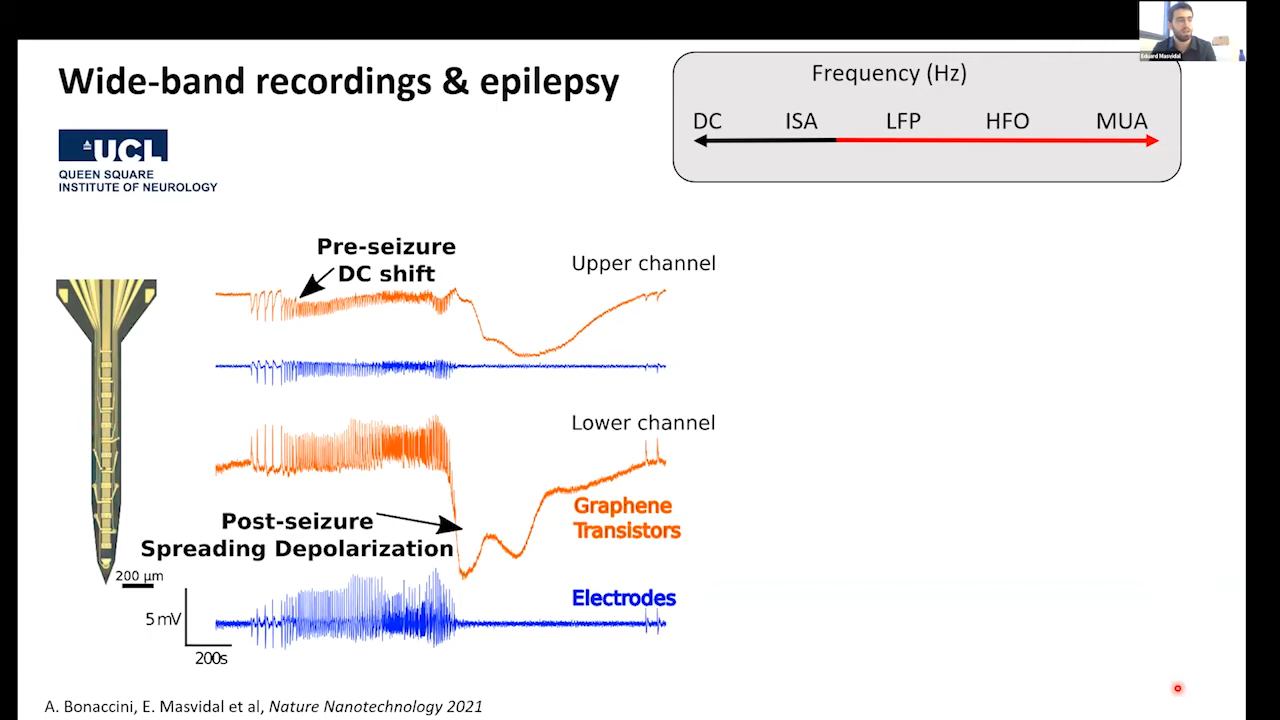 Eduard Masvidal
Wide-band recordings & epilepsy
Frequency (Hz)
DC ISA LFP HFO MUA
UCL
QUEEN SQUARE
INSTITUTE OF NEUROLOGY
Pre-seizure
DC shift
Upper channel
Lower channel
Graphene
Transistors
Post-seizure
Spreading Depolarization
200 µm
Electrodes
5 mV
200s
A. Bonaccini, E. Masvidal et al, Nature Nanotechnology 2021